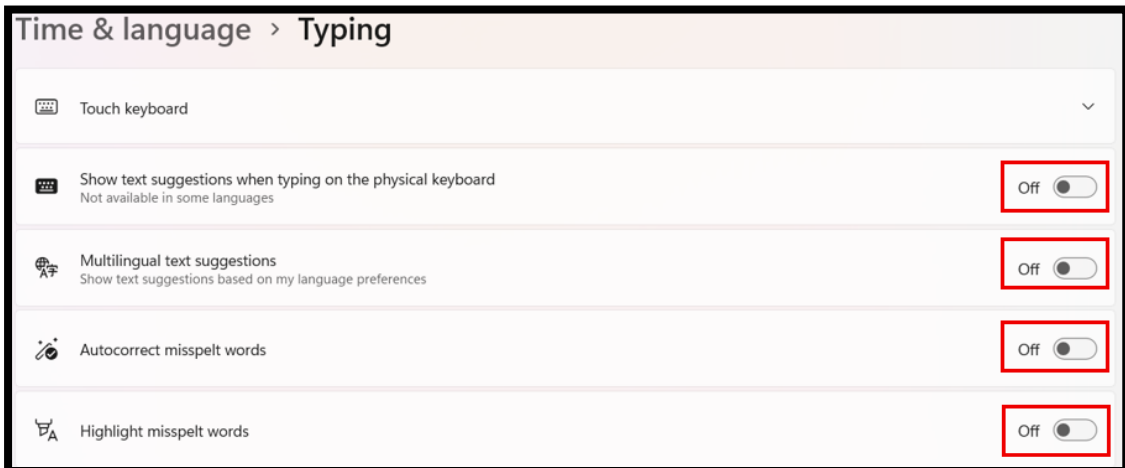 Time & language > Typing
Touch keyboard
Show text suggestions when typing on the physical keyboard
Not available in some languages
Off
Multilingual text suggestions
Show text suggestions based on my language preferences
Off
Autocorrect misspelt words
Off
Highlight misspelt words
Off